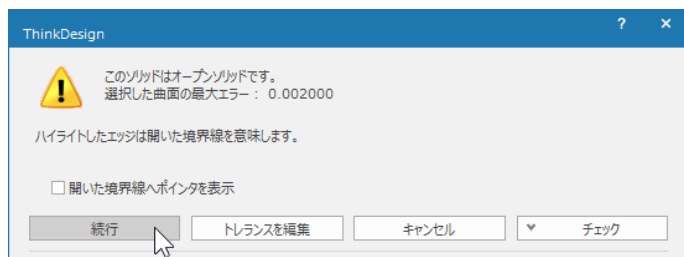 ThinkDesign ? ×
このソリッドはオープンソリッドです。
選択した曲面の最大エラー： 0.002000
ハイライトしたエッジは開いた境界線を意味します。
開いた境界線へポインタを表示
続行 トレランスを編集 キャンセル チェック